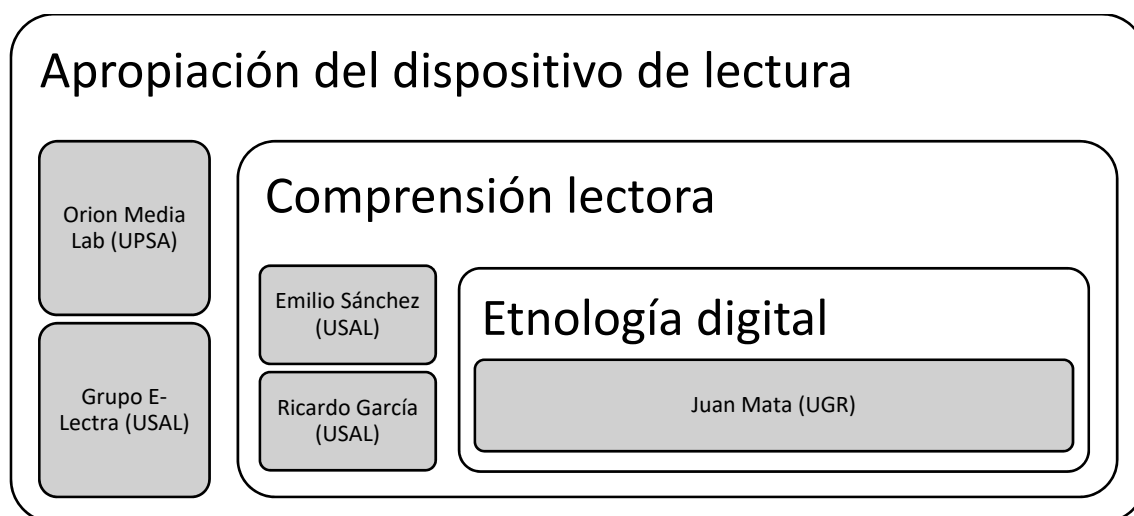 Apropiación del dispositivo de lectura
Orion Media
Lab (UPSA)
Grupo E-
Lectra (USAL)
Comprensión lectora
Emilio Sánchez
(USAL)
Ricardo García
(USAL)
Etnología digital
Juan Mata (UGR)